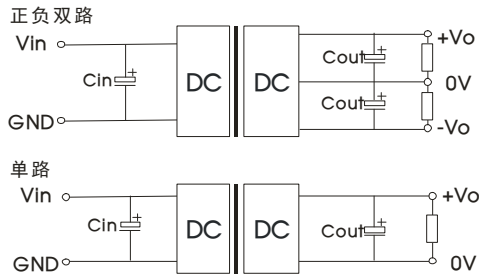 正负双路
Vin
Cin
+
GND
DC
DC
Cout
+
Cout
+
+Vo
0V
-Vo
单路
Vin
Cin
+
GND
DC
DC
Cout
+
+Vo
0V